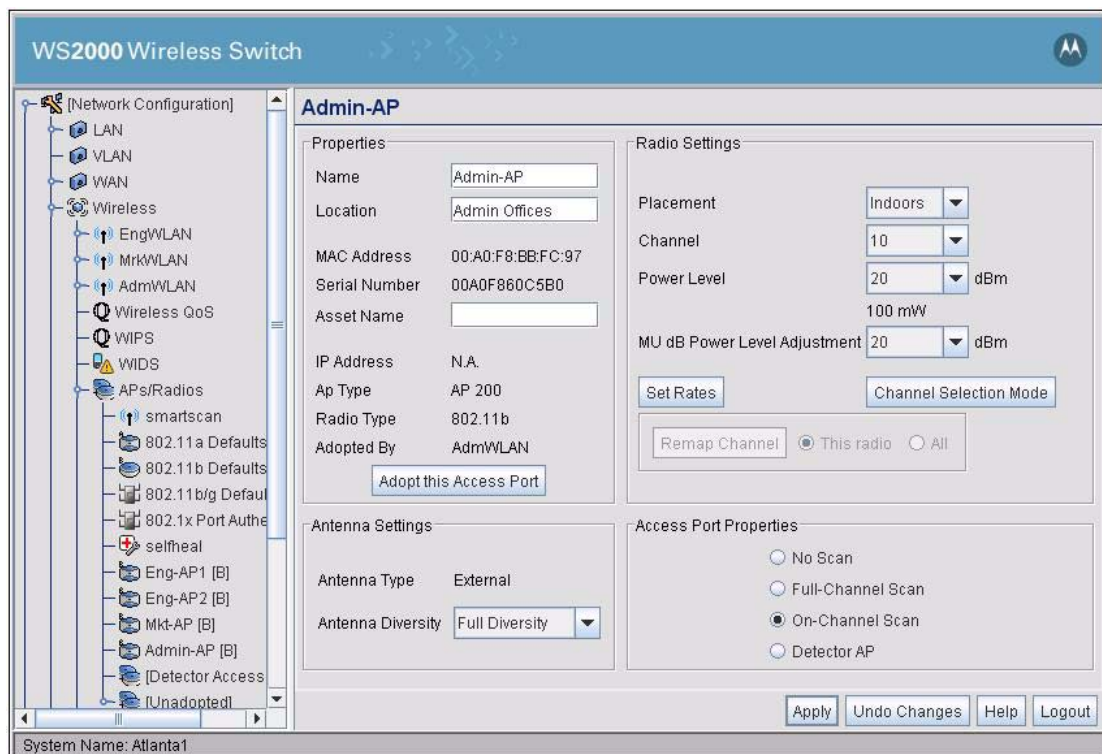 WS2000 Wireless Switch
[Network Configuration]
LAN
VLAN
WAN
Wireless
EngWLAN
MrkWLAN
AdmWLAN
Wireless QoS
WIPS
WIDS
APs/Radios
smartscan
802.11a Defaults
802.11b Defaults
802.11b/g Defaul
802.1x Port Authe
selfheal
Eng-AP1 [B]
Eng-AP2 [B]
Mkt-AP [B]
Admin-AP [B]
[Detector Access
[Unadopted]
Admin-AP
Properties
Name Admin-AP
Location Admin Offices
MAC Address 00:A0:F8:BB:FC:97
Serial Number 00A0F860C5B0
Asset Name
IP Address N.A.
Ap Type AP 200
Radio Type 802.11b
Adopted By AdmWLAN
Adopt this Access Port
Radio Settings
Placement Indoors
Channel 10
Power Level 20 dBm
100 mW
MU dB Power Level Adjustment 20 dBm
Set Rates Channel Selection Mode
Remap Channel This radio All
Antenna Settings
Antenna Type External
Antenna Diversity Full Diversity
Access Port Properties
No Scan
Full-Channel Scan
On-Channel Scan
Detector AP
Apply Undo Changes Help Logout
System Name: Atlanta1